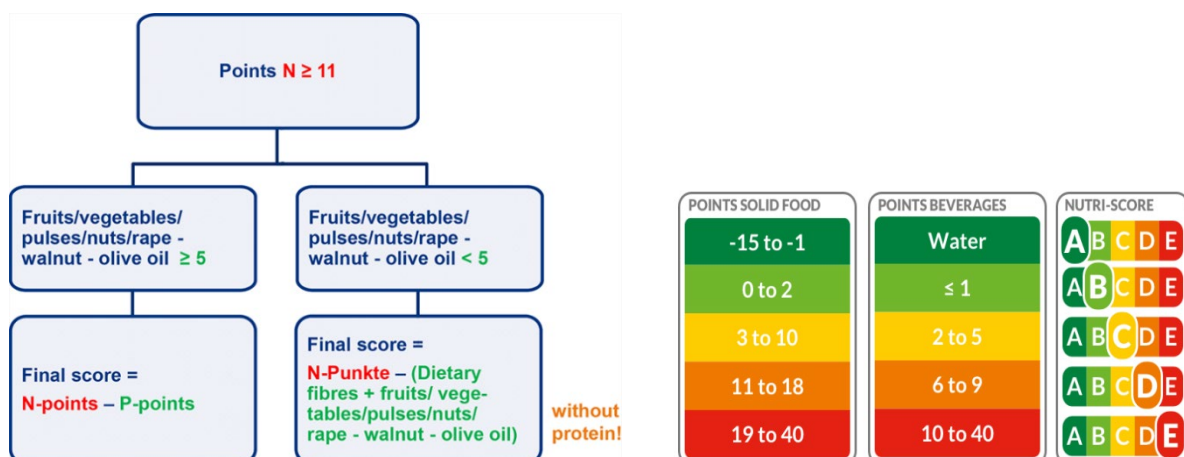 Points N ≥ 11
Fruits/vegetables/
pulses/nuts/rape -
walnut - olive oil ≥ 5
Fruits/vegetables/
pulses/nuts/rape -
walnut - olive oil < 5
Final score =
N-points – P-points
Final score =
N-Punkte – (Dietary
fibres + fruits/ vege-
tables/pulses/nuts/
rape - walnut - olive oil)
without
protein!
POINTS SOLID FOOD
-15 to -1
0 to 2
3 to 10
11 to 18
19 to 40
POINTS BEVERAGES
Water
≤ 1
2 to 5
6 to 9
10 to 40
NUTRI-SCORE
A B C D E
A B C D E
A B C D E
A B C D E
A B C D E